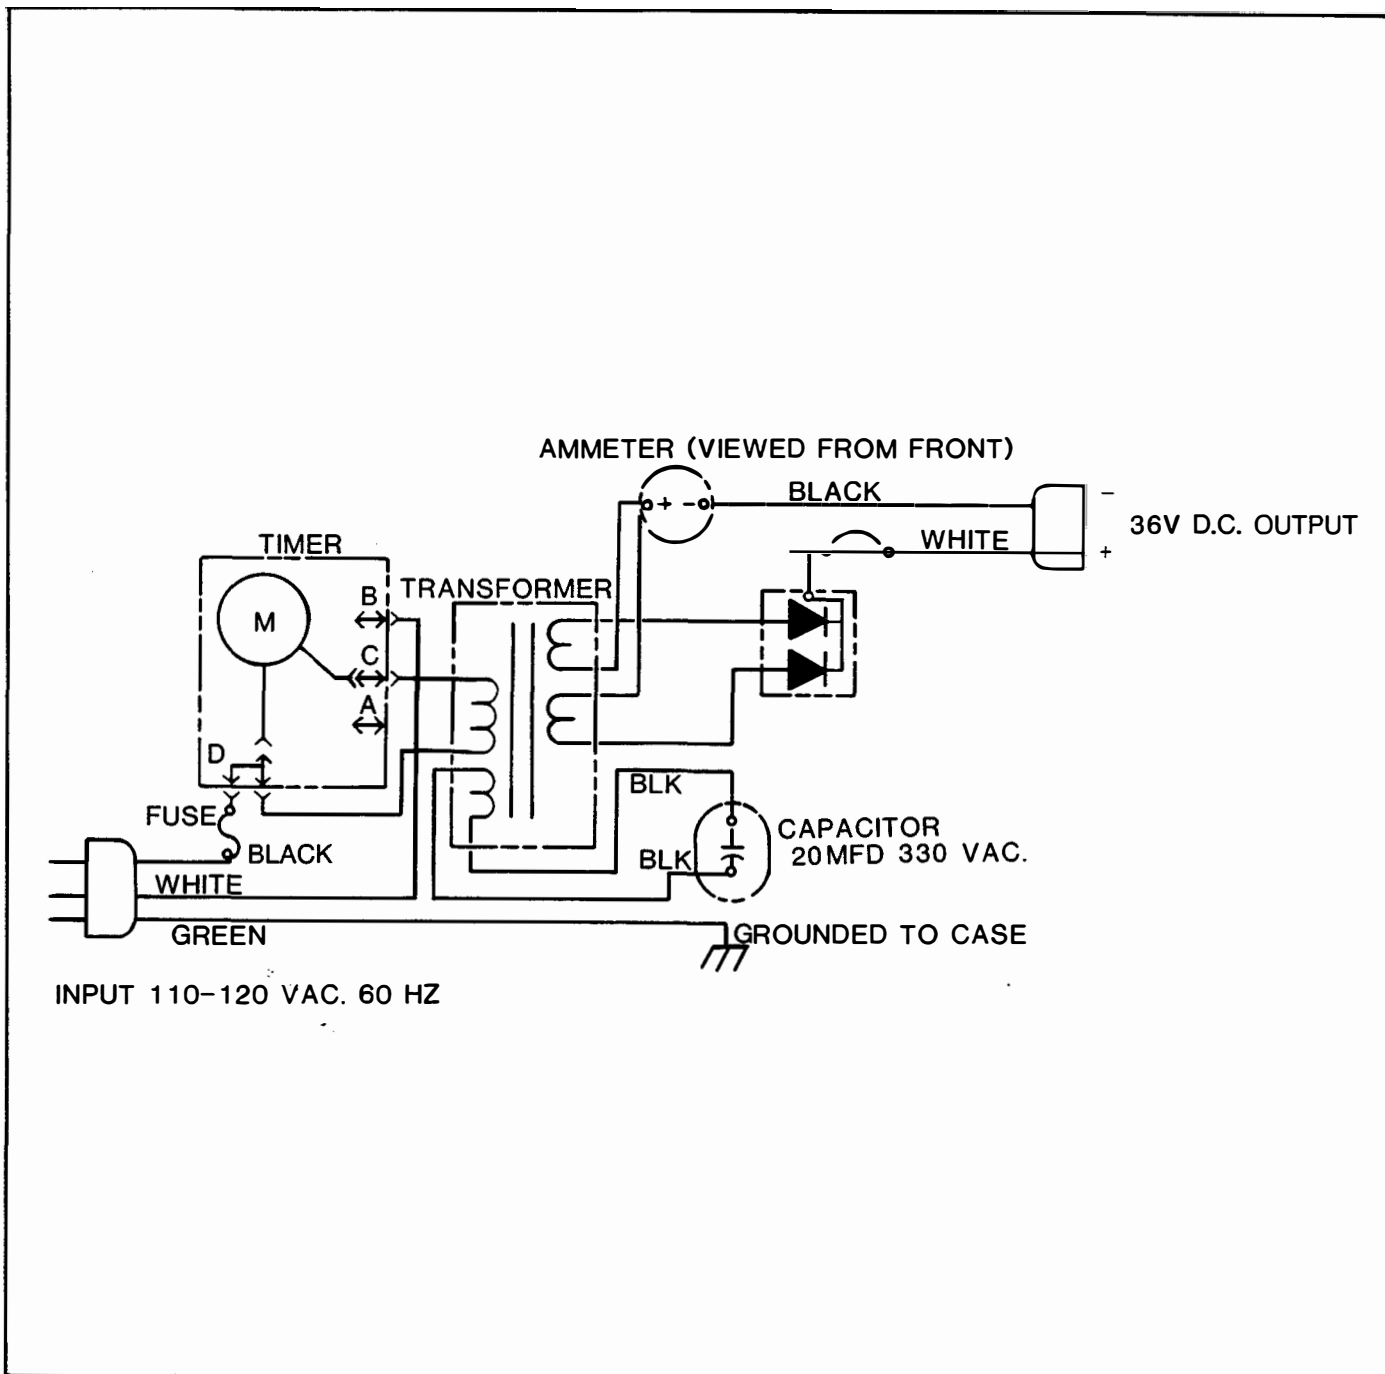 AMMETER (VIEWED FROM FRONT)
+ -
BLACK
-
36V D.C. OUTPUT
WHITE
+
TIMER
TRANSFORMER
B
M
C
A
D
BLK
FUSE
CAPACITOR
20MFD 330 VAC.
BLACK
BLK
WHITE
GREEN
GROUNDED TO CASE
INPUT 110-120 VAC. 60 HZ